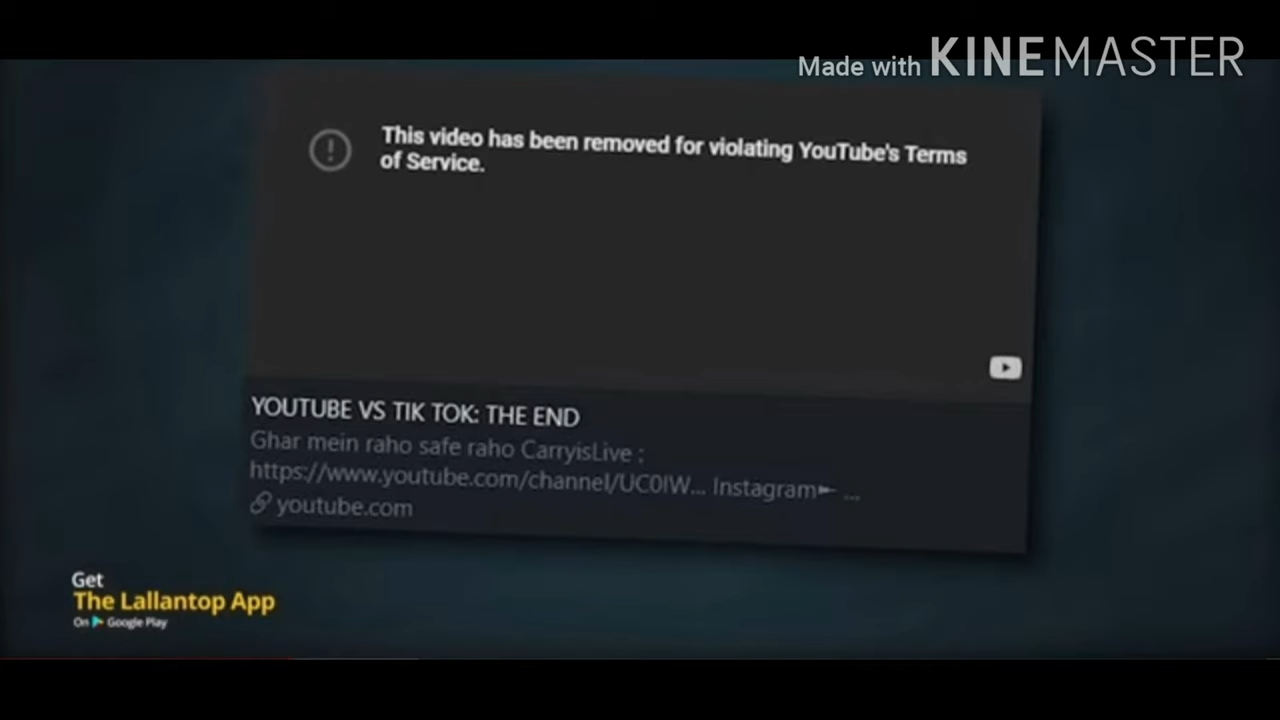 Made with KINEMASTER
This video has been removed for violating YouTube's Terms
of Service.
YOUTUBE VS TIK TOK: THE END
Ghar mein raho safe raho CarryisLive :
https://www.youtube.com/channel/UC0IW... Instagram► ...
youtube.com
Get
The Lallantop App
On Google Play